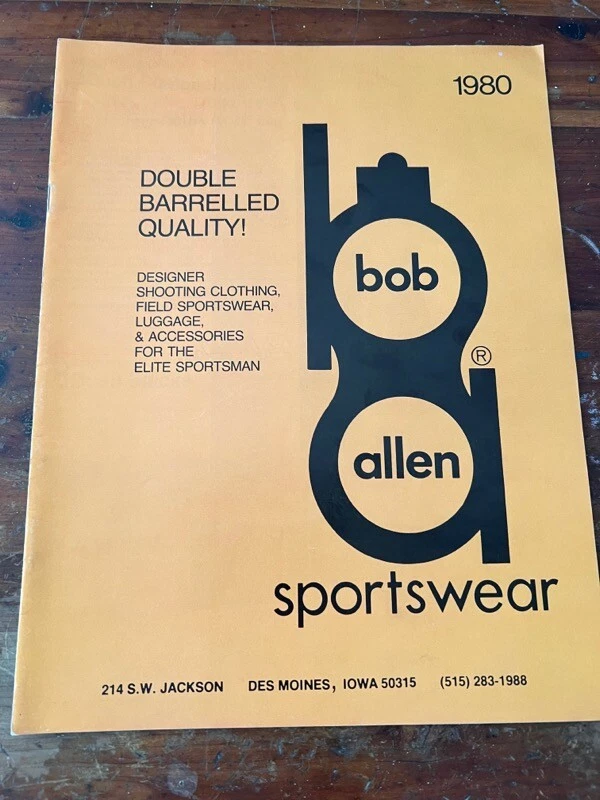 1980
DOUBLE
BARRELLED
QUALITY!
DESIGNER
SHOOTING CLOTHING,
FIELD SPORTSWEAR,
LUGGAGE,
& ACCESSORIES
FOR THE
ELITE SPORTSMAN
bob
®
allen
sportswear
214 S.W. JACKSON DES MOINES, IOWA 50315 (515) 283-1988